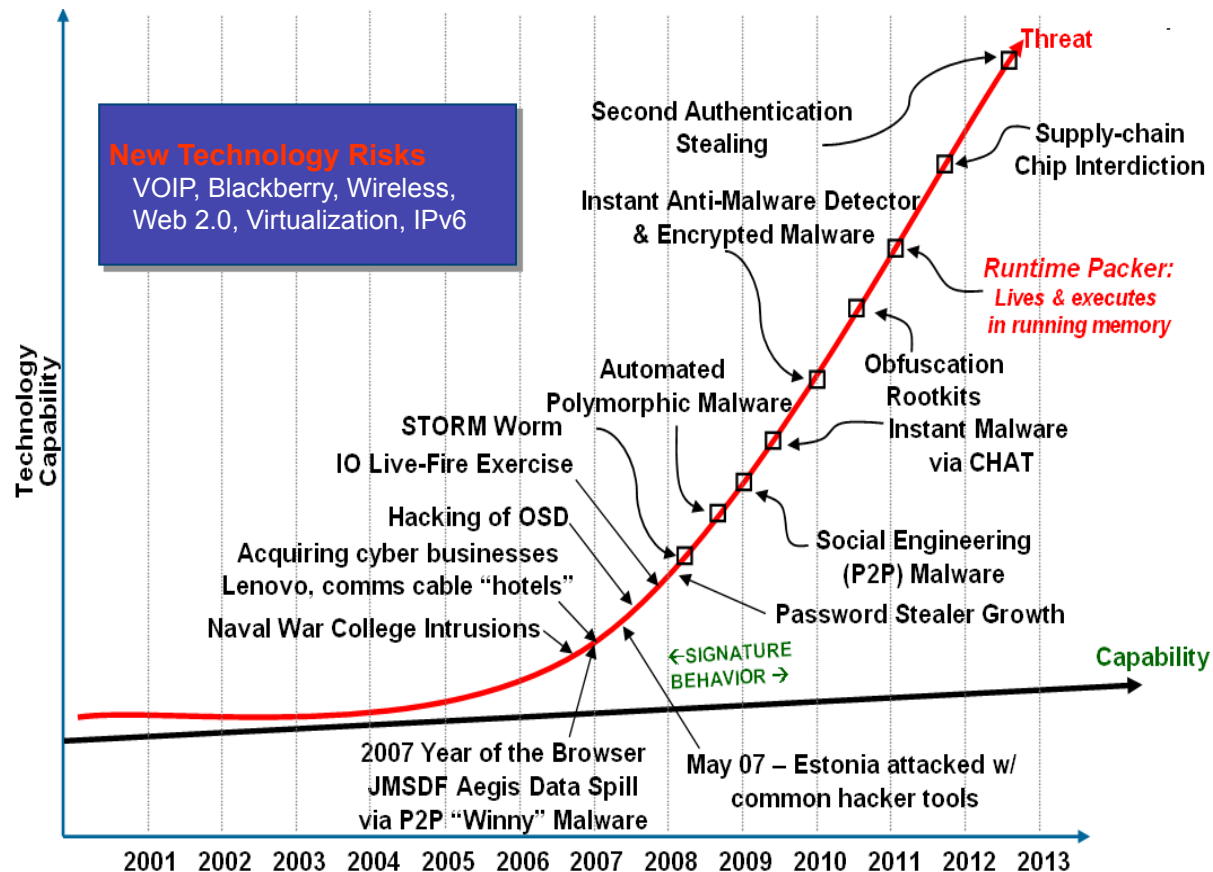 Threat
New Technology Risks
VOIP, Blackberry, Wireless,
Web 2.0, Virtualization, IPv6
Second Authentication
Stealing
Supply-chain
Chip Interdiction
Instant Anti-Malware Detector
& Encrypted Malware
Runtime Packer:
Lives & executes
in running memory
Obfuscation
Rootkits
Automated
Polymorphic Malware
Instant Malware
via CHAT
STORM Worm
IO Live-Fire Exercise
Hacking of OSD
Social Engineering
(P2P) Malware
Acquiring cyber businesses
Lenovo, comms cable “hotels”
Password Stealer Growth
Naval War College Intrusions
←SIGNATURE
BEHAVIOR →
Capability
Technology
Capability
2007 Year of the Browser
JMSDF Aegis Data Spill
via P2P “Winny” Malware
May 07 – Estonia attacked w/
common hacker tools
2001 2002 2003 2004 2005 2006 2007 2008 2009 2010 2011 2012 2013